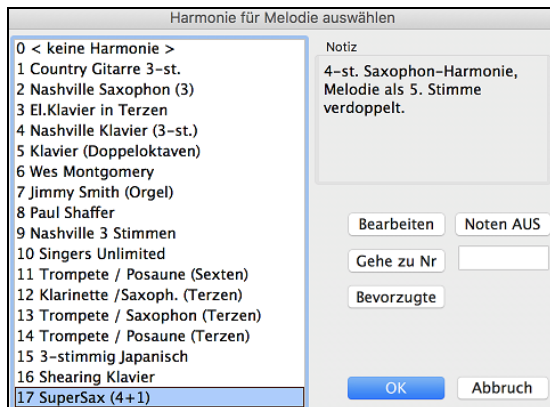 Harmonie für Melodie auswählen
0 < keine Harmonie >
1 Country Gitarre 3-st.
2 Nashville Saxophon (3)
3 El.Klavier in Terzen
4 Nashville Klavier (3-st.)
5 Klavier (Doppeloktaven)
6 Wes Montgomery
7 Jimmy Smith (Orgel)
8 Paul Shaffer
9 Nashville 3 Stimmen
10 Singers Unlimited
11 Trompete / Posaune (Sexten)
12 Klarinette /Saxoph. (Terzen)
13 Trompete / Saxophon (Terzen)
14 Trompete / Posaune (Terzen)
15 3-stimmig Japanisch
16 Shearing Klavier
17 SuperSax (4+1)
Notiz
4-st. Saxophon-Harmonie,
Melodie als 5. Stimme
verdoppelt.
Bearbeiten
Noten AUS
Gehe zu Nr
Bevorzugte
OK
Abbruch